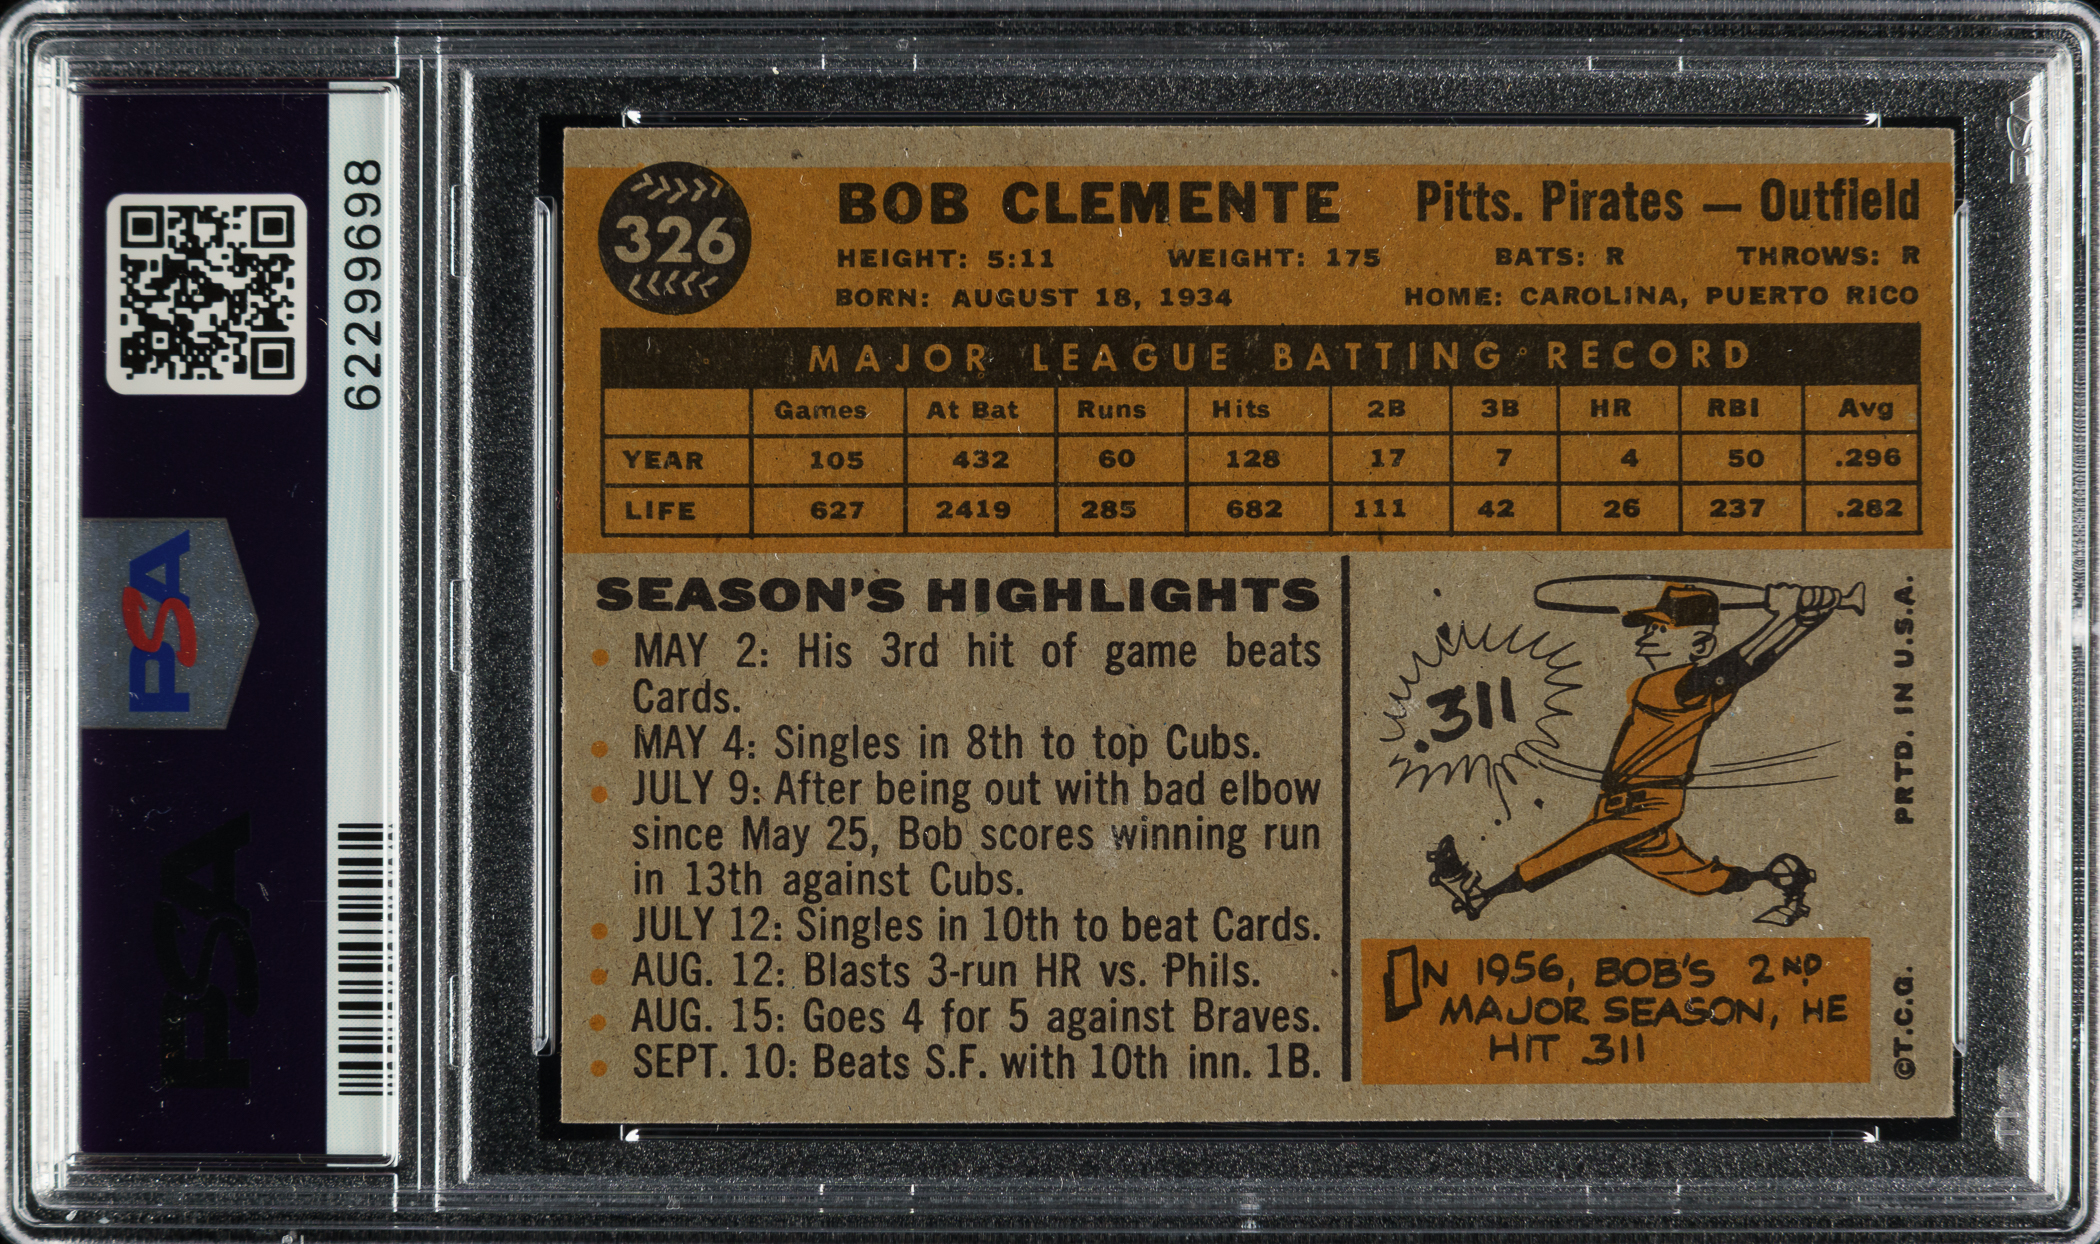 62299698
PSA
PSA
326
BOB CLEMENTE Pitts. Pirates — Outfield
HEIGHT: 5:11 WEIGHT: 175 BATS: R THROWS: R
BORN: AUGUST 18, 1934 HOME: CAROLINA, PUERTO RICO
MAJOR LEAGUE BATTING RECORD
Games At Bat Runs Hits 2B 3B HR RBI Avg
YEAR 105 432 60 128 17 7 4 50 .296
LIFE 627 2419 285 682 111 42 26 237 .282
SEASON'S HIGHLIGHTS
MAY 2: His 3rd hit of game beats
Cards.
MAY 4: Singles in 8th to top Cubs.
JULY 9: After being out with bad elbow
since May 25, Bob scores winning run
in 13th against Cubs.
JULY 12: Singles in 10th to beat Cards.
AUG. 12: Blasts 3-run HR vs. Phils.
AUG. 15: Goes 4 for 5 against Braves.
SEPT. 10: Beats S.F. with 10th inn. 1B.
.311
IN 1956, BOB'S 2ND
MAJOR SEASON, HE
HIT .311
©T.C.G. PRTD. IN U.S.A.